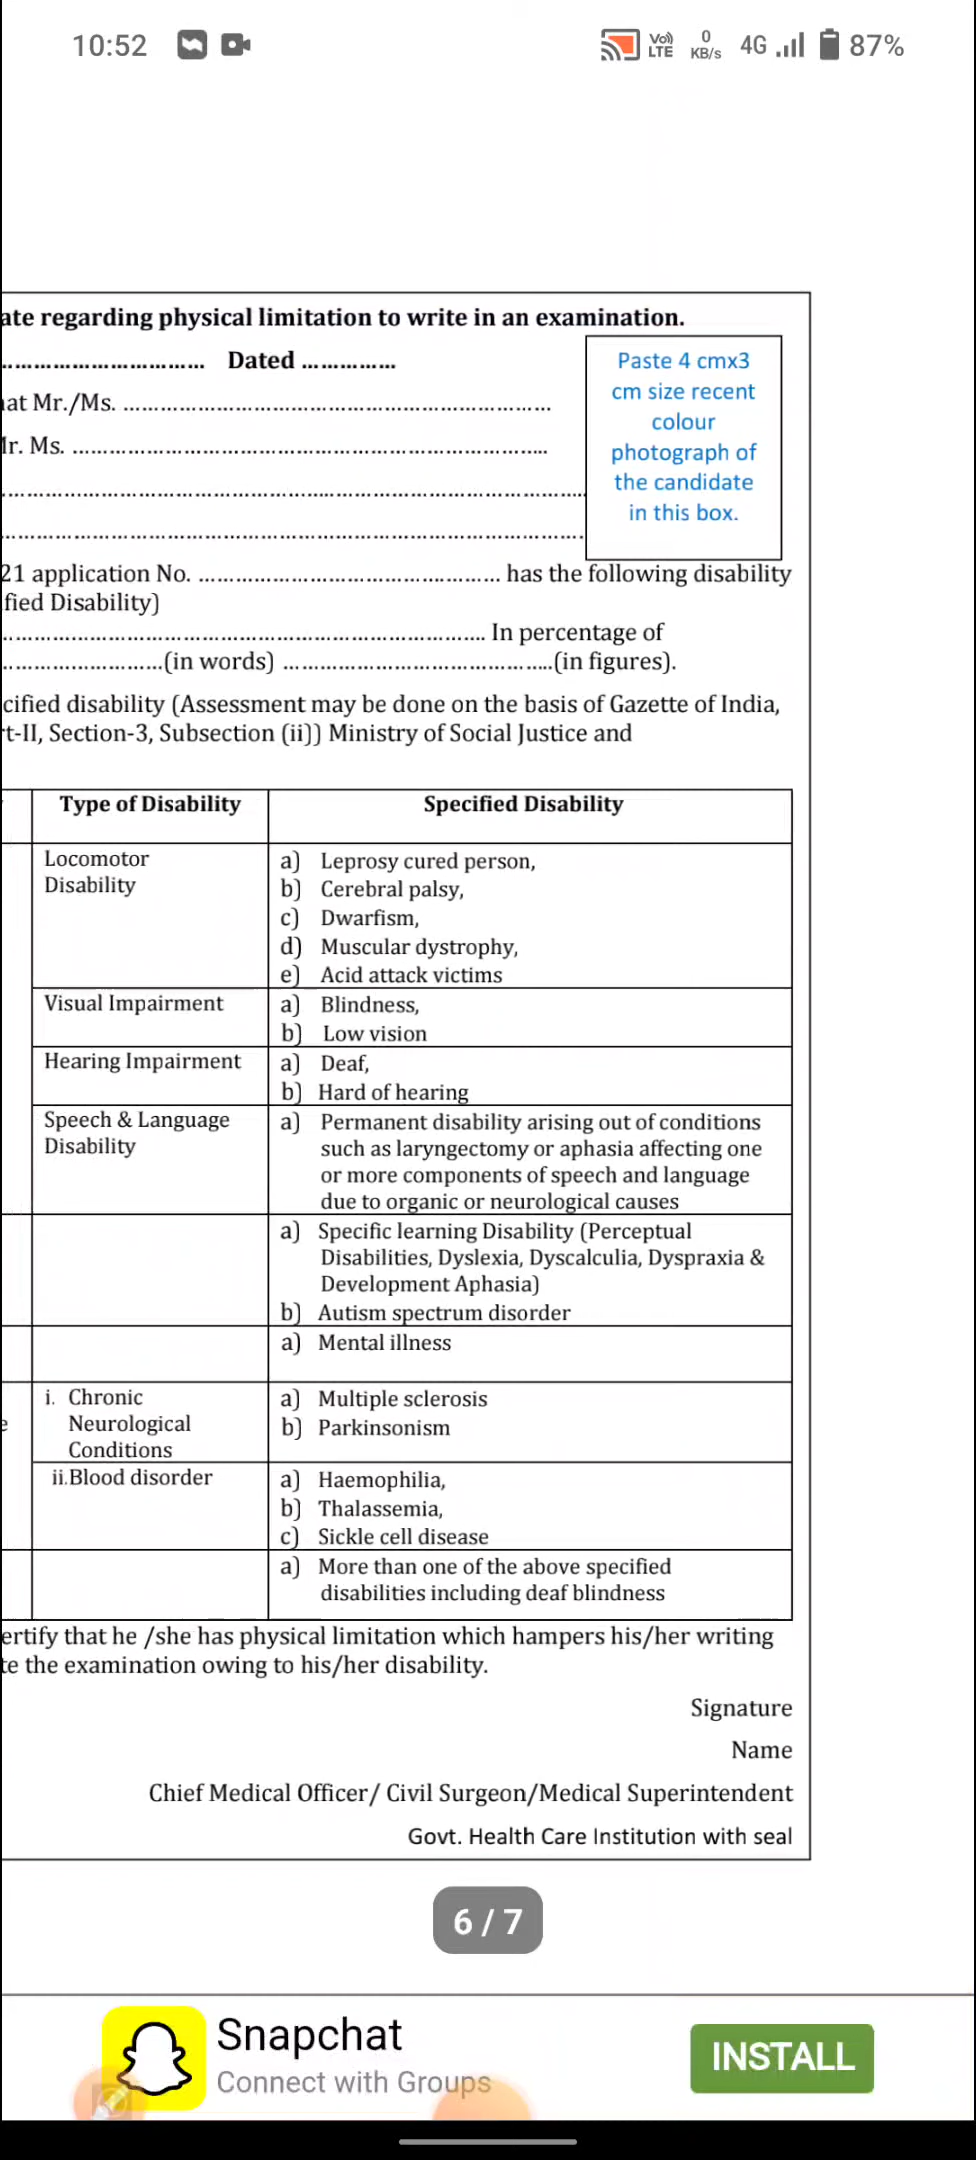 10:52
Vo))
LTE
0
KB/s
4G
87%
ate regarding physical limitation to write in an examination.
................................... Dated ...............
at Mr./Ms. ......................................................................
r. Ms. ..............................................................................
Paste 4 cmx3
cm size recent
colour
photograph of
the candidate
in this box.
21 application No. .................................................. has the following disability
fied Disability)
................................................................................ In percentage of
...........................(in words) .............................................(in figures).
cified disability (Assessment may be done on the basis of Gazette of India,
t-II, Section-3, Subsection (ii)) Ministry of Social Justice and
Type of Disability
Specified Disability
Locomotor
Disability
a) Leprosy cured person,
b) Cerebral palsy,
c) Dwarfism,
d) Muscular dystrophy,
e) Acid attack victims
Visual Impairment
a) Blindness,
b) Low vision
Hearing Impairment
a) Deaf,
b) Hard of hearing
Speech & Language
Disability
a) Permanent disability arising out of conditions
such as laryngectomy or aphasia affecting one
or more components of speech and language
due to organic or neurological causes
a) Specific learning Disability (Perceptual
Disabilities, Dyslexia, Dyscalculia, Dyspraxia &
Development Aphasia)
b) Autism spectrum disorder
a) Mental illness
e
i. Chronic
Neurological
Conditions
a) Multiple sclerosis
b) Parkinsonism
ii.Blood disorder
a) Haemophilia,
b) Thalassemia,
c) Sickle cell disease
a) More than one of the above specified
disabilities including deaf blindness
ertify that he /she has physical limitation which hampers his/her writing
te the examination owing to his/her disability.
Signature
Name
Chief Medical Officer/ Civil Surgeon/Medical Superintendent
Govt. Health Care Institution with seal
6 / 7
Snapchat
Connect with Groups
INSTALL